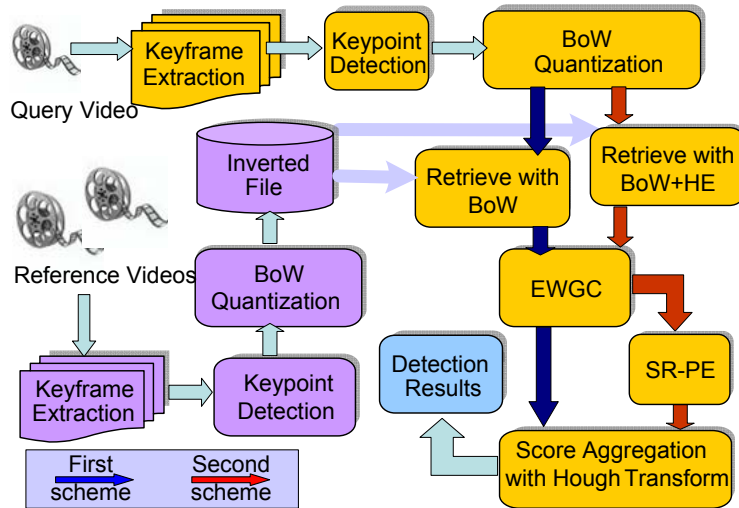 Query Video
Keyframe
Extraction
Keypoint
Detection
BoW
Quantization
Inverted
File
Retrieve with
BoW
Retrieve with
BoW+HE
Reference Videos
BoW
Quantization
EWGC
Keyframe
Extraction
Keypoint
Detection
Detection
Results
SR-PE
Score Aggregation
with Hough Transform
First
scheme
Second
scheme